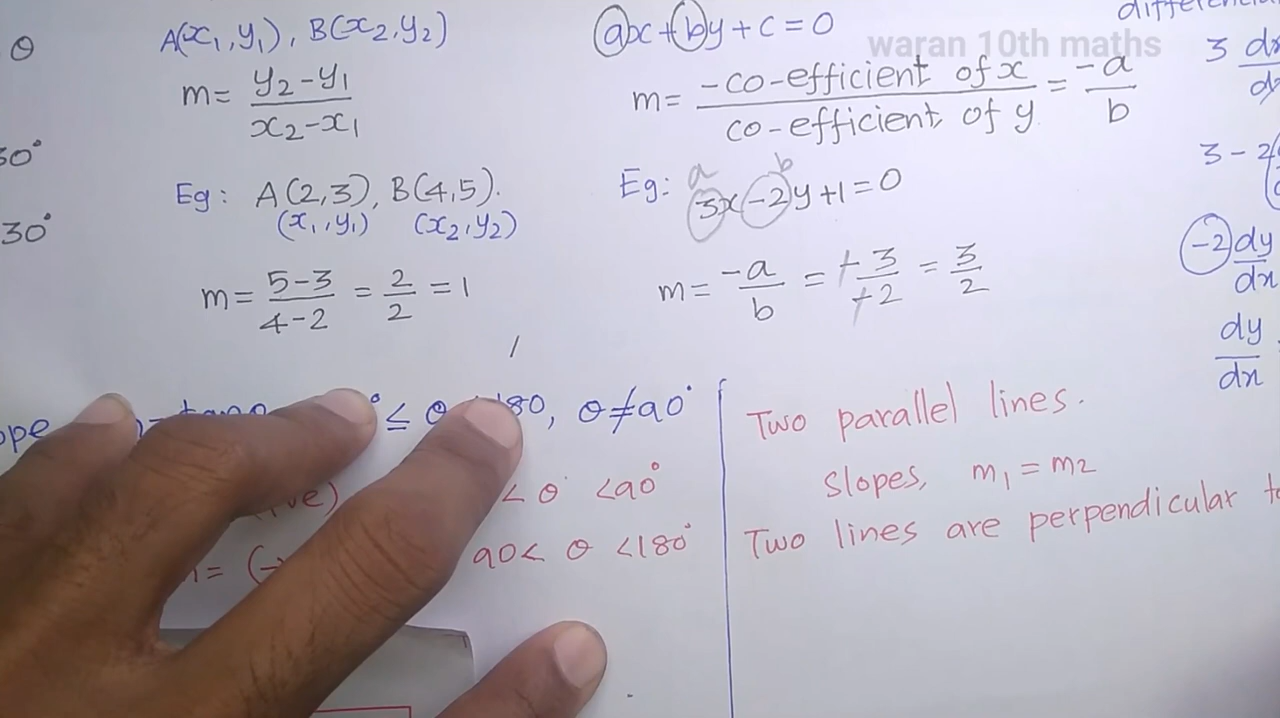 θ
30°
30°
A(x₁,y₁), B(x₂,y₂)
m= y₂-y₁ / x₂-x₁
Eg: A(2,3), B(4,5).
(x₁,y₁) (x₂,y₂)
m= 5-3 / 4-2 = 2/2 = 1
ax+by+c=0
waran 10th maths
m= -co-efficient of x / co-efficient of y = -a/b
a b
Eg: 3x-2y+1=0
m= -a/b = +3/+2 = 3/2
3
3-2
-2 dy/dx
dy/dx
≤ θ 180, θ≠90°
< θ <90°
90< θ <180°
Two parallel lines.
slopes, m₁=m₂
Two lines are perpendicular